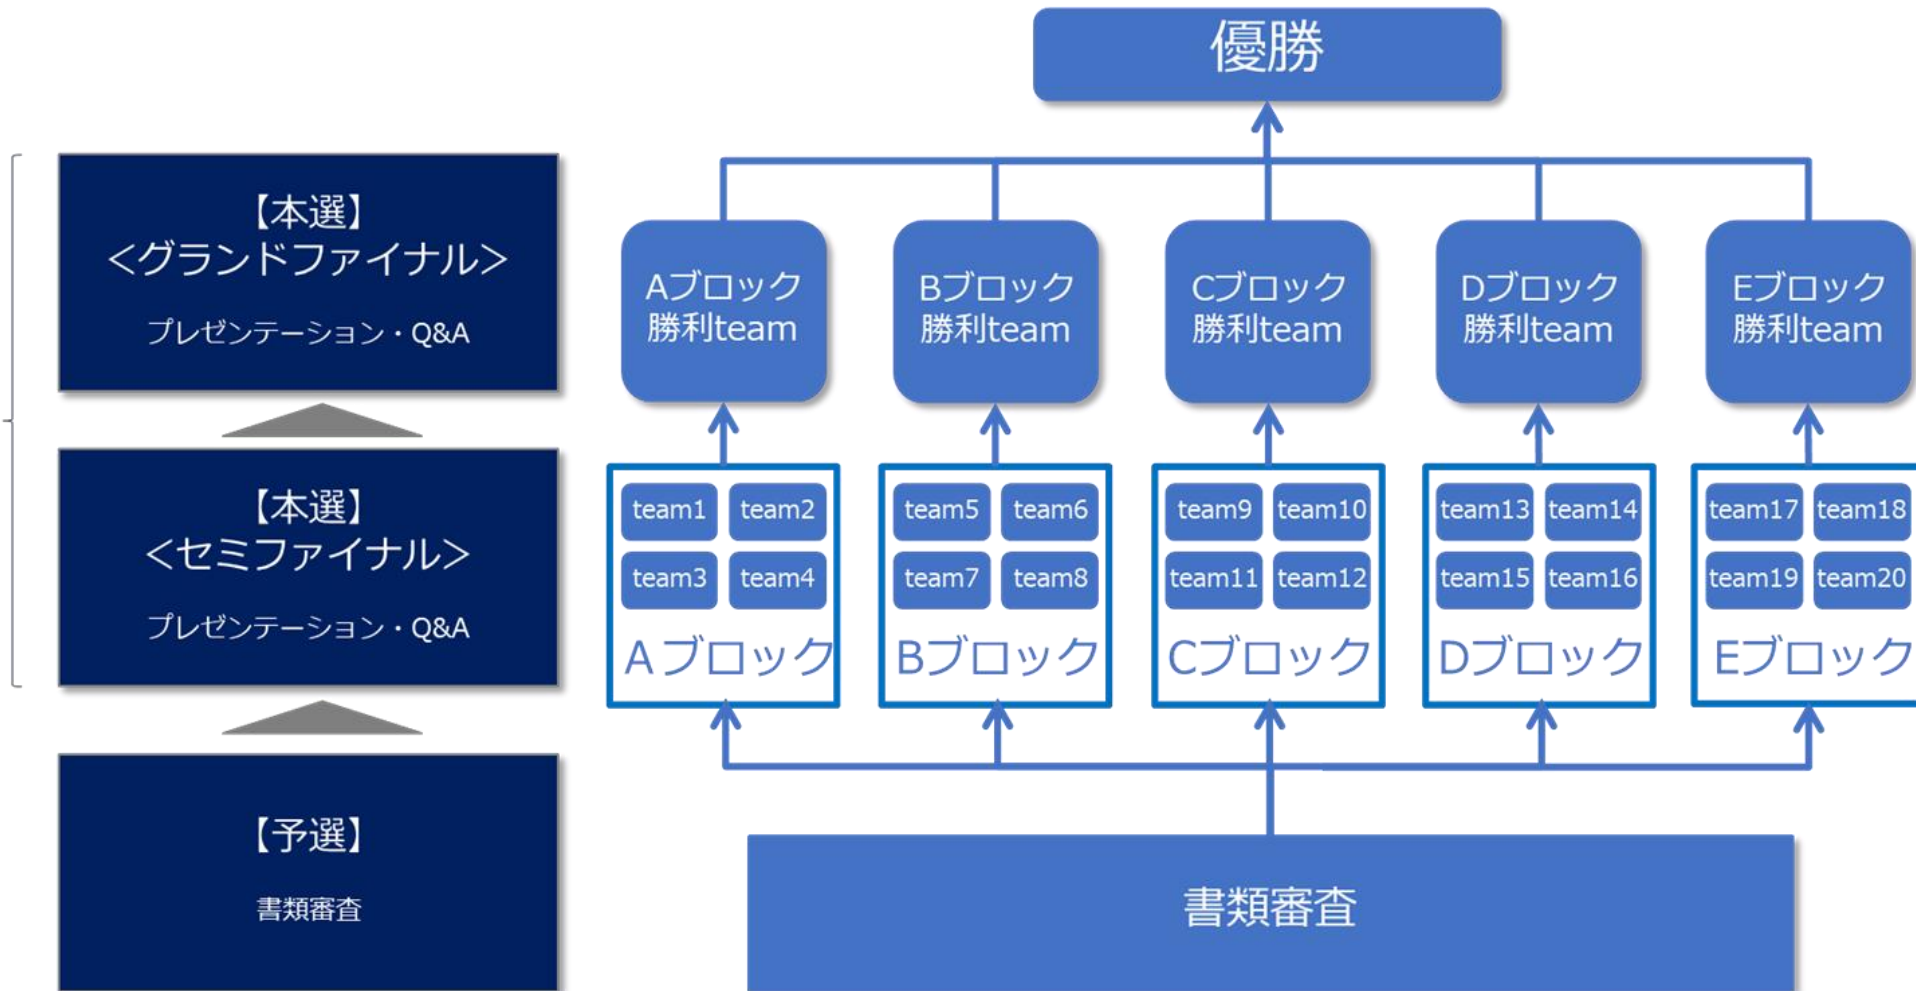 優勝
【本選】
＜グランドファイナル＞
プレゼンテーション・Q&A
Aブロック
勝利team
Bブロック
勝利team
Cブロック
勝利team
Dブロック
勝利team
Eブロック
勝利team
【本選】
＜セミファイナル＞
プレゼンテーション・Q&A
team1 team2
team3 team4
Aブロック
team5 team6
team7 team8
Bブロック
team9 team10
team11 team12
Cブロック
team13 team14
team15 team16
Dブロック
team17 team18
team19 team20
Eブロック
【予選】
書類審査
書類審査